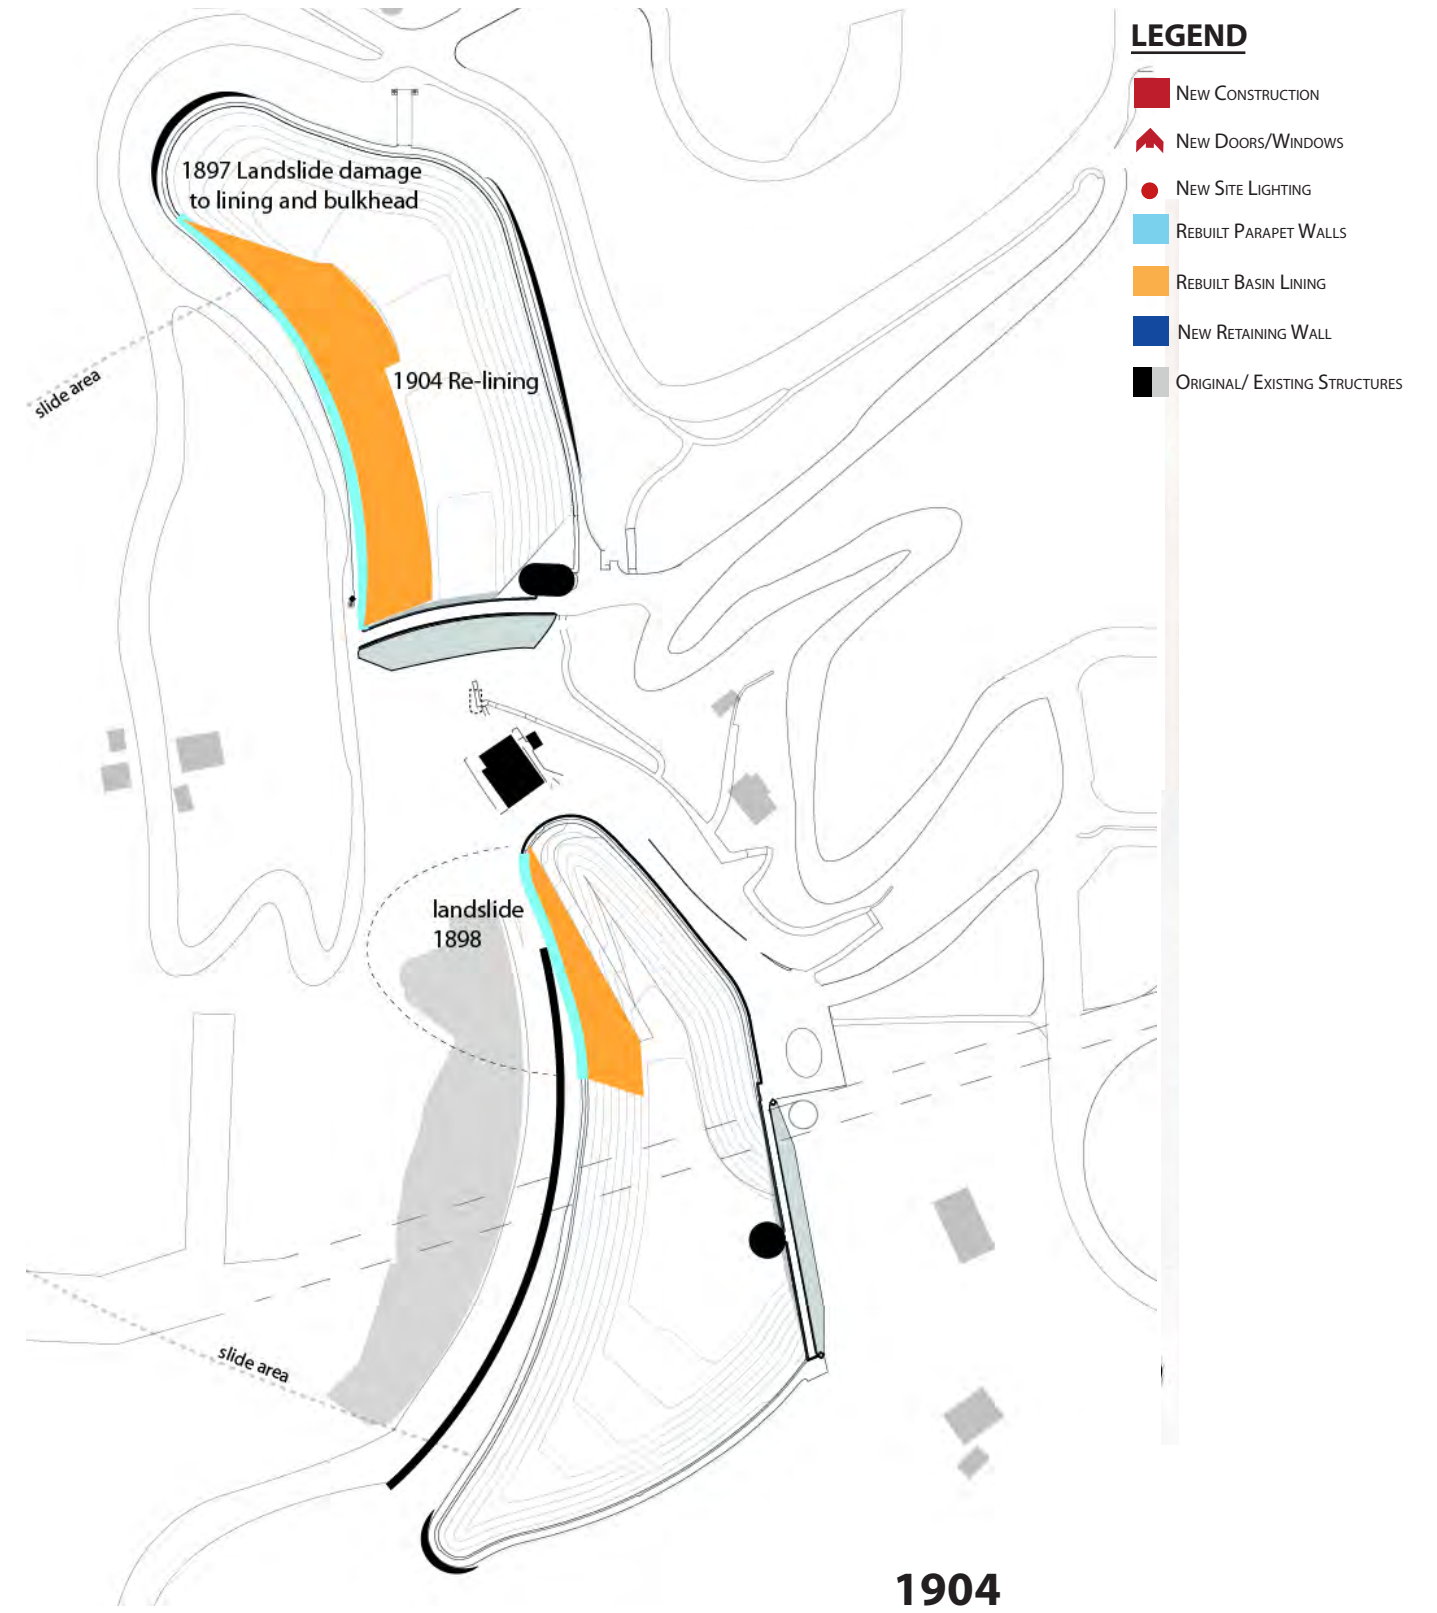 LEGEND
New Construction
New Doors/Windows
New Site Lighting
Rebuilt Parapet Walls
Rebuilt Basin Lining
New Retaining Wall
Original/ Existing Structures
1897 Landslide damage
to lining and bulkhead
slide area
1904 Re-lining
landslide
1898
slide area
1904